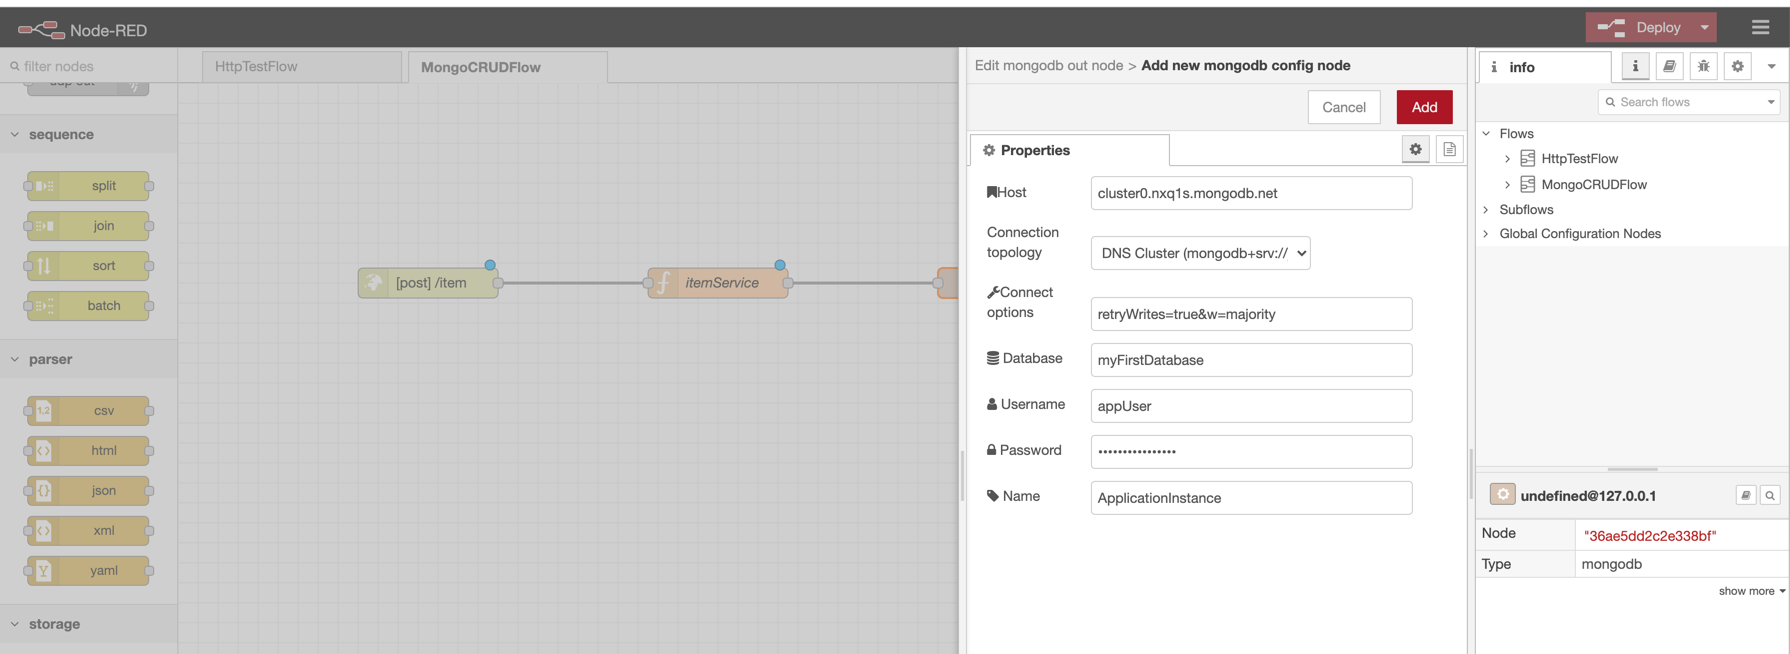 Node-RED
Deploy
filter nodes
HttpTestFlow
MongoCRUDFlow
sequence
split
join
sort
batch
parser
1,2 csv
html
json
xml
yaml
storage
[post] /item
itemService
Edit mongodb out node > Add new mongodb config node
Cancel
Add
Properties
Host
cluster0.nxq1s.mongodb.net
Connection
topology
DNS Cluster (mongodb+srv://
Connect
options
retryWrites=true&w=majority
Database
myFirstDatabase
Username
appUser
Password
••••••••••••••••
Name
ApplicationInstance
info
Search flows
Flows
HttpTestFlow
MongoCRUDFlow
Subflows
Global Configuration Nodes
undefined@127.0.0.1
Node
"36ae5dd2c2e338bf"
Type
mongodb
show more